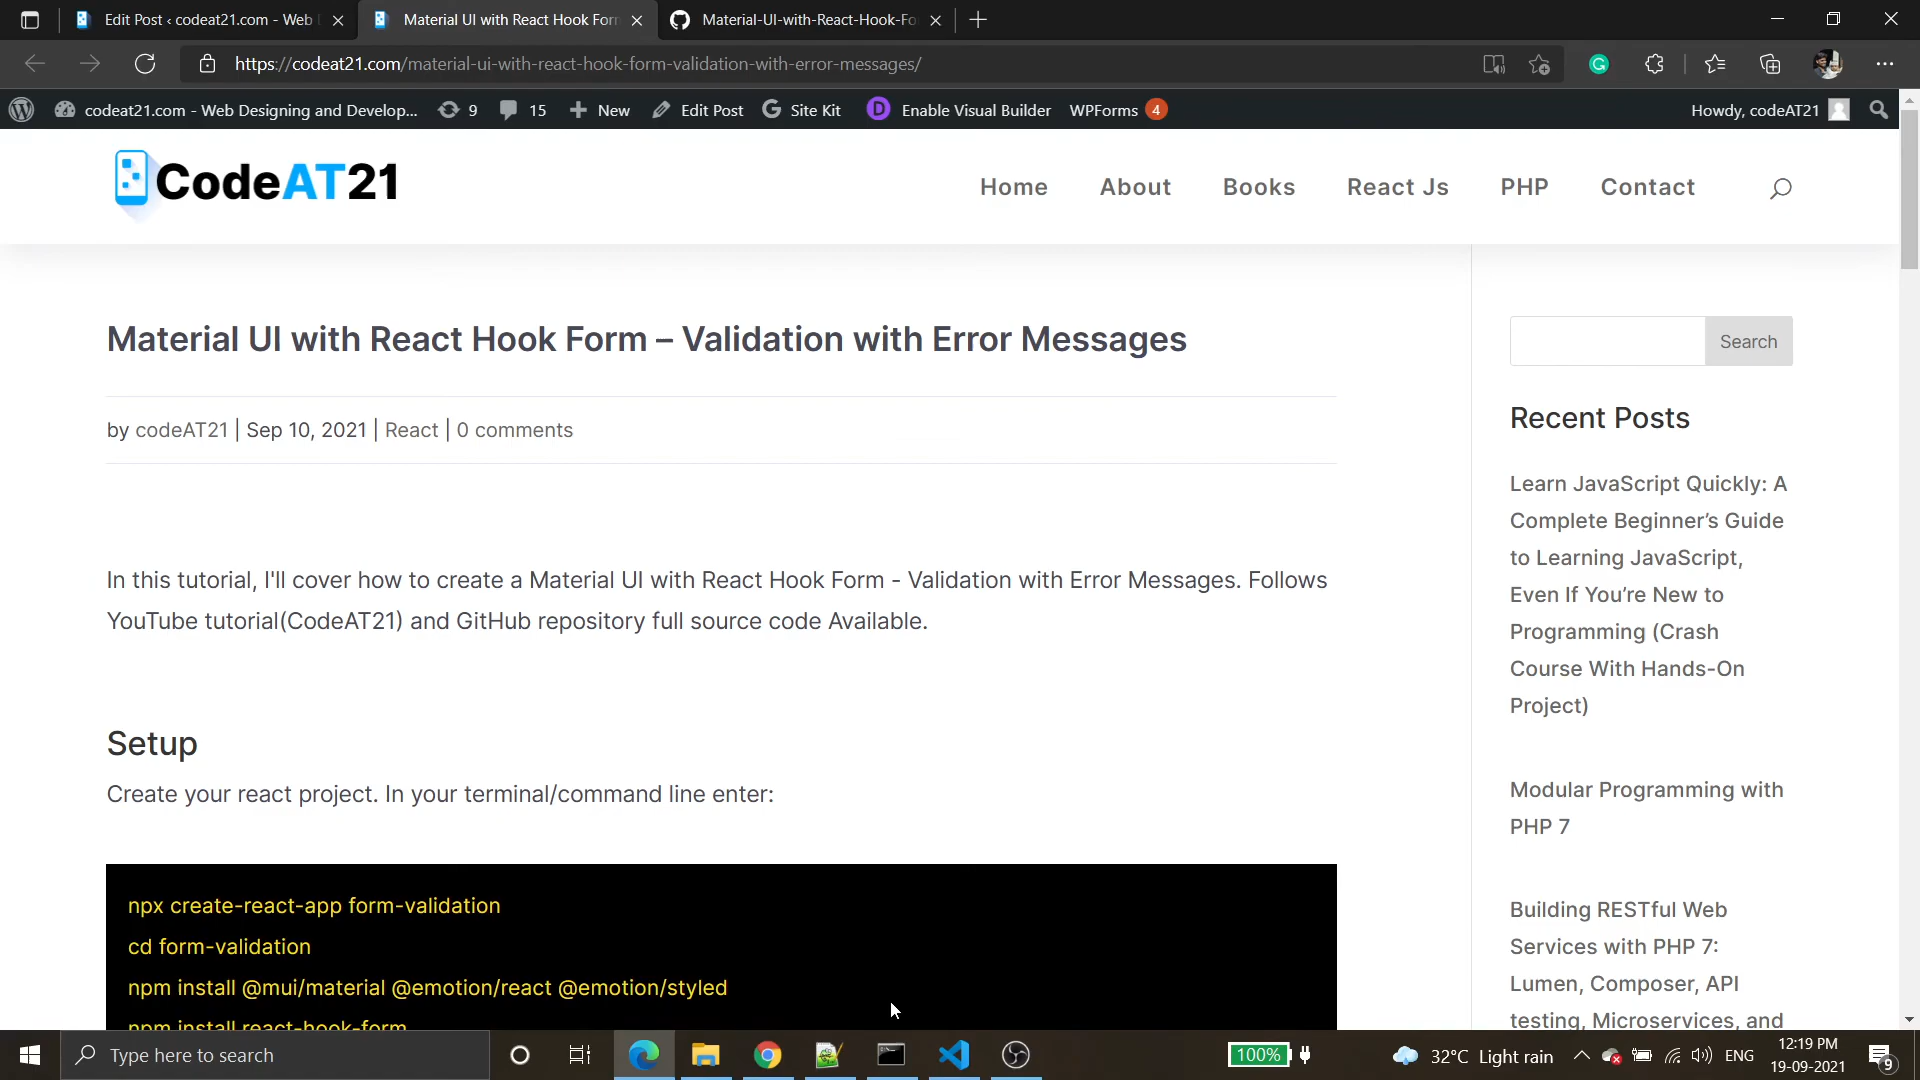 Edit Post ‹ codeat21.com - Web
Material UI with React Hook For
Material-UI-with-React-Hook-Fo
https://codeat21.com/material-ui-with-react-hook-form-validation-with-error-messages/
codeat21.com - Web Designing and Develop... 9 15 New Edit Post Site Kit Enable Visual Builder WPForms 4 Howdy, codeAT21
CodeAT21
Home About Books React Js PHP Contact
Material UI with React Hook Form – Validation with Error Messages
by codeAT21 | Sep 10, 2021 | React | 0 comments
In this tutorial, I'll cover how to create a Material UI with React Hook Form - Validation with Error Messages. Follows
YouTube tutorial(CodeAT21) and GitHub repository full source code Available.
Setup
Create your react project. In your terminal/command line enter:
npx create-react-app form-validation
cd form-validation
npm install @mui/material @emotion/react @emotion/styled
npm install react-hook-form
Search
Recent Posts
Learn JavaScript Quickly: A
Complete Beginner’s Guide
to Learning JavaScript,
Even If You’re New to
Programming (Crash
Course With Hands-On
Project)
Modular Programming with
PHP 7
Building RESTful Web
Services with PHP 7:
Lumen, Composer, API
testing, Microservices, and
Type here to search
100%
32°C Light rain
ENG
12:19 PM
19-09-2021
9